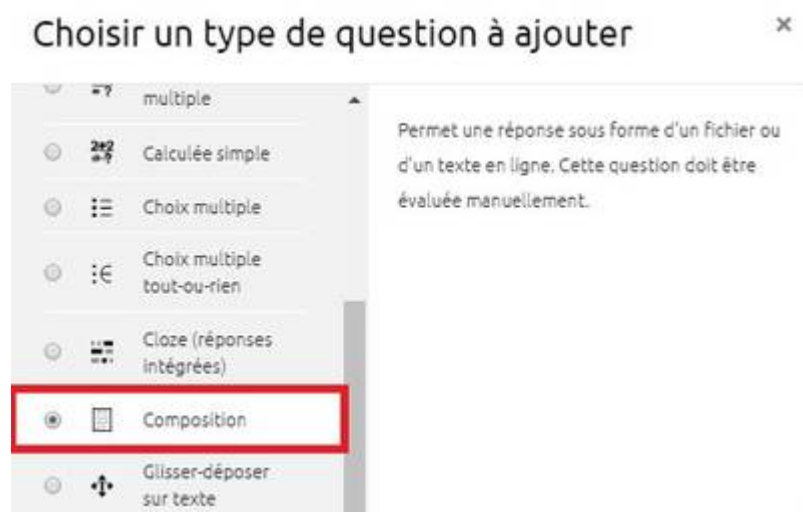 Choisir un type de question à ajouter ×
=?
multiple
2+2
=?
Calculée simple
Choix multiple
Choix multiple
tout-ou-rien
Cloze (réponses
intégrées)
Composition
Glisser-déposer
sur texte
Permet une réponse sous forme d'un fichier ou
d'un texte en ligne. Cette question doit être
évaluée manuellement.